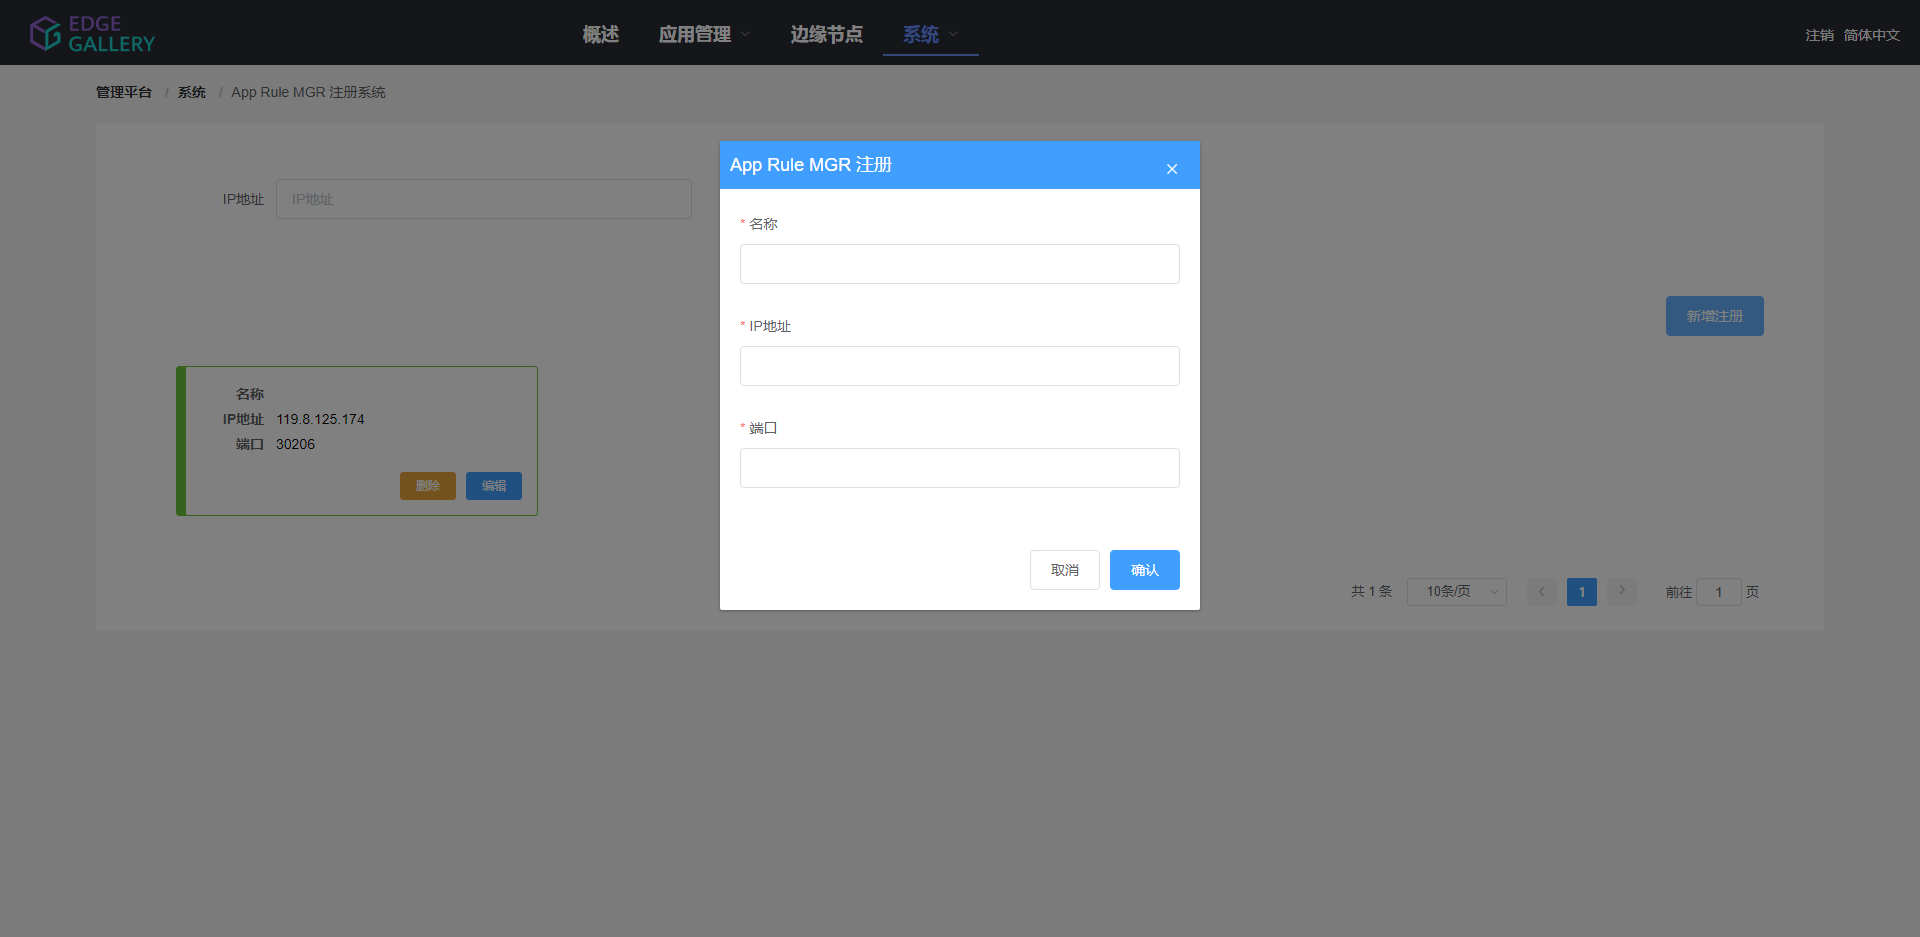 EDGE
GALLERY
概述 应用管理 边缘节点 系统
注销 简体中文
管理平台 / 系统 / App Rule MGR 注册系统
IP地址 IP地址
新增注册
名称
IP地址 119.8.125.174
端口 30206
删除 编辑
App Rule MGR 注册
* 名称
* IP地址
* 端口
取消 确认
共 1 条 10条/页 1 前往 1 页